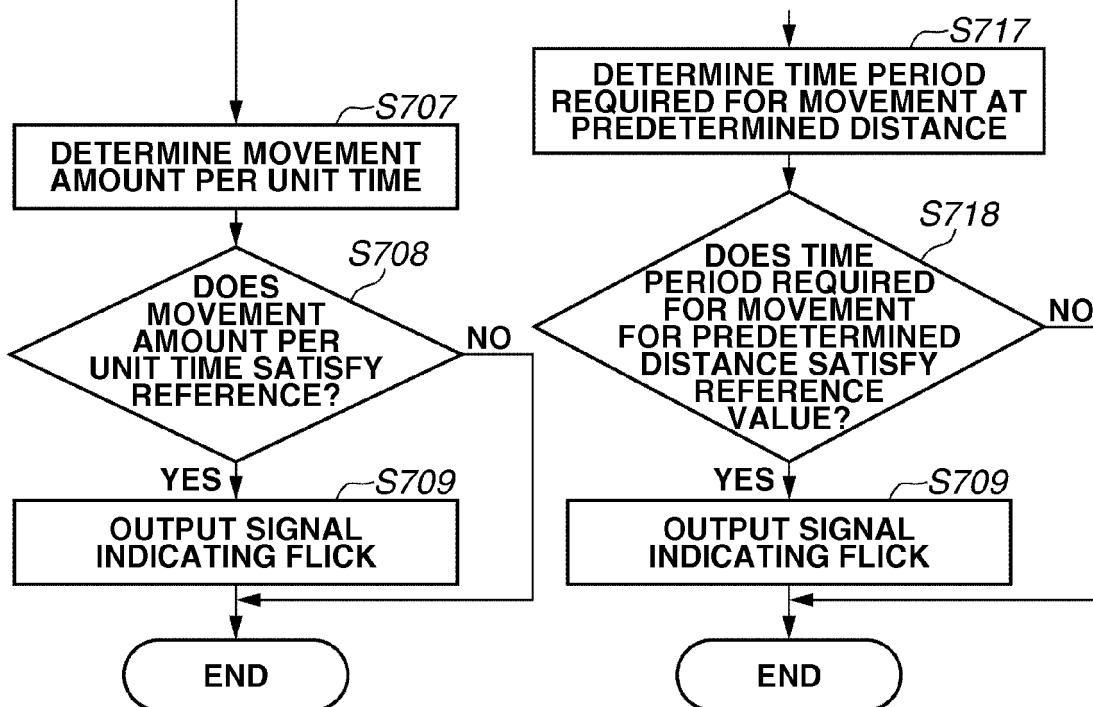 S707
DETERMINE MOVEMENT
AMOUNT PER UNIT TIME
S708
DOES
MOVEMENT
AMOUNT PER
UNIT TIME SATISFY
REFERENCE?
NO
YES
S709
OUTPUT SIGNAL
INDICATING FLICK
END
S717
DETERMINE TIME PERIOD
REQUIRED FOR MOVEMENT AT
PREDETERMINED DISTANCE
S718
DOES TIME
PERIOD REQUIRED
FOR MOVEMENT
FOR PREDETERMINED
DISTANCE SATISFY
REFERENCE
VALUE?
NO
YES
S709
OUTPUT SIGNAL
INDICATING FLICK
END